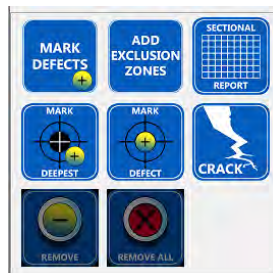 MARK
DEFECTS
ADD
EXCLUSION
ZONES
SECTIONAL
REPORT
MARK
DEEPEST
MARK
DEFECT
CRACK
REMOVE
REMOVE ALL